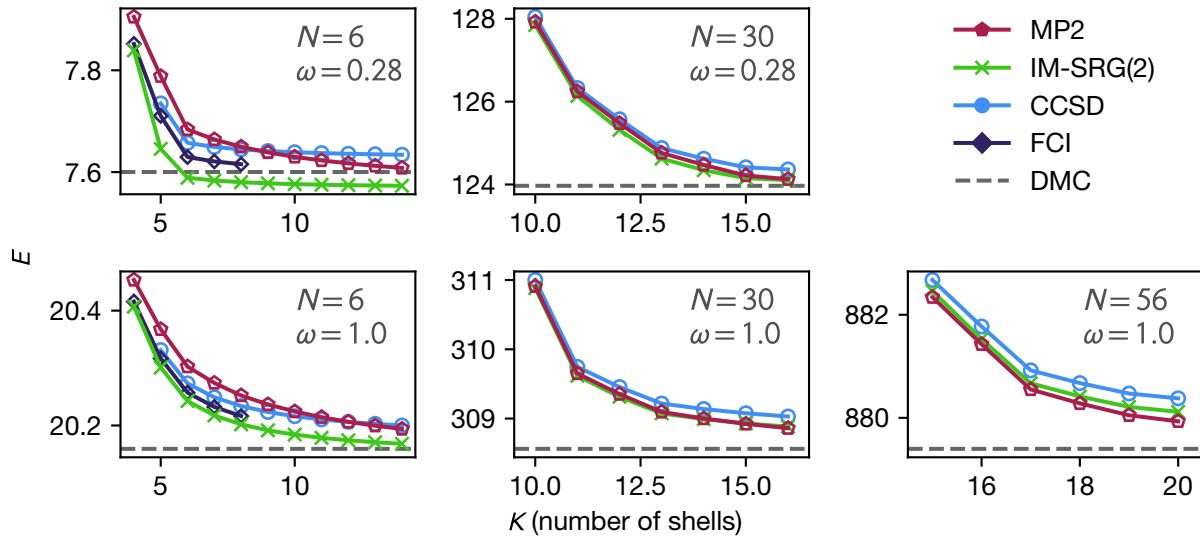 N=6
ω=0.28
7.8
7.6
5
10
N=30
ω=0.28
128
126
124
10.0
12.5
15.0
MP2
IM-SRG(2)
CCSD
FCI
DMC
E
N=6
ω=1.0
20.4
20.2
5
10
N=30
ω=1.0
311
310
309
10.0
12.5
15.0
N=56
ω=1.0
882
880
16
18
20
K (number of shells)